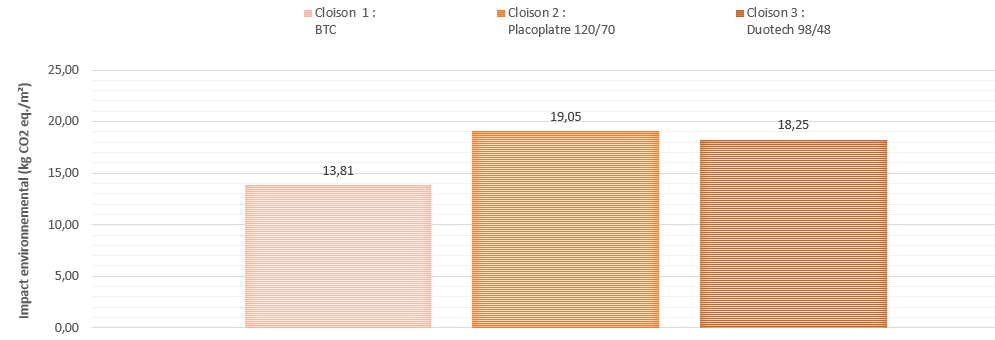 Cloison  1 :
BTC
Cloison 2 :
Placoplatre 120/70
Cloison 3 :
Duotech 98/48
Impact environnemental (kg CO2 eq./m²)
25,00
20,00
15,00
10,00
5,00
0,00
13,81
19,05
18,25